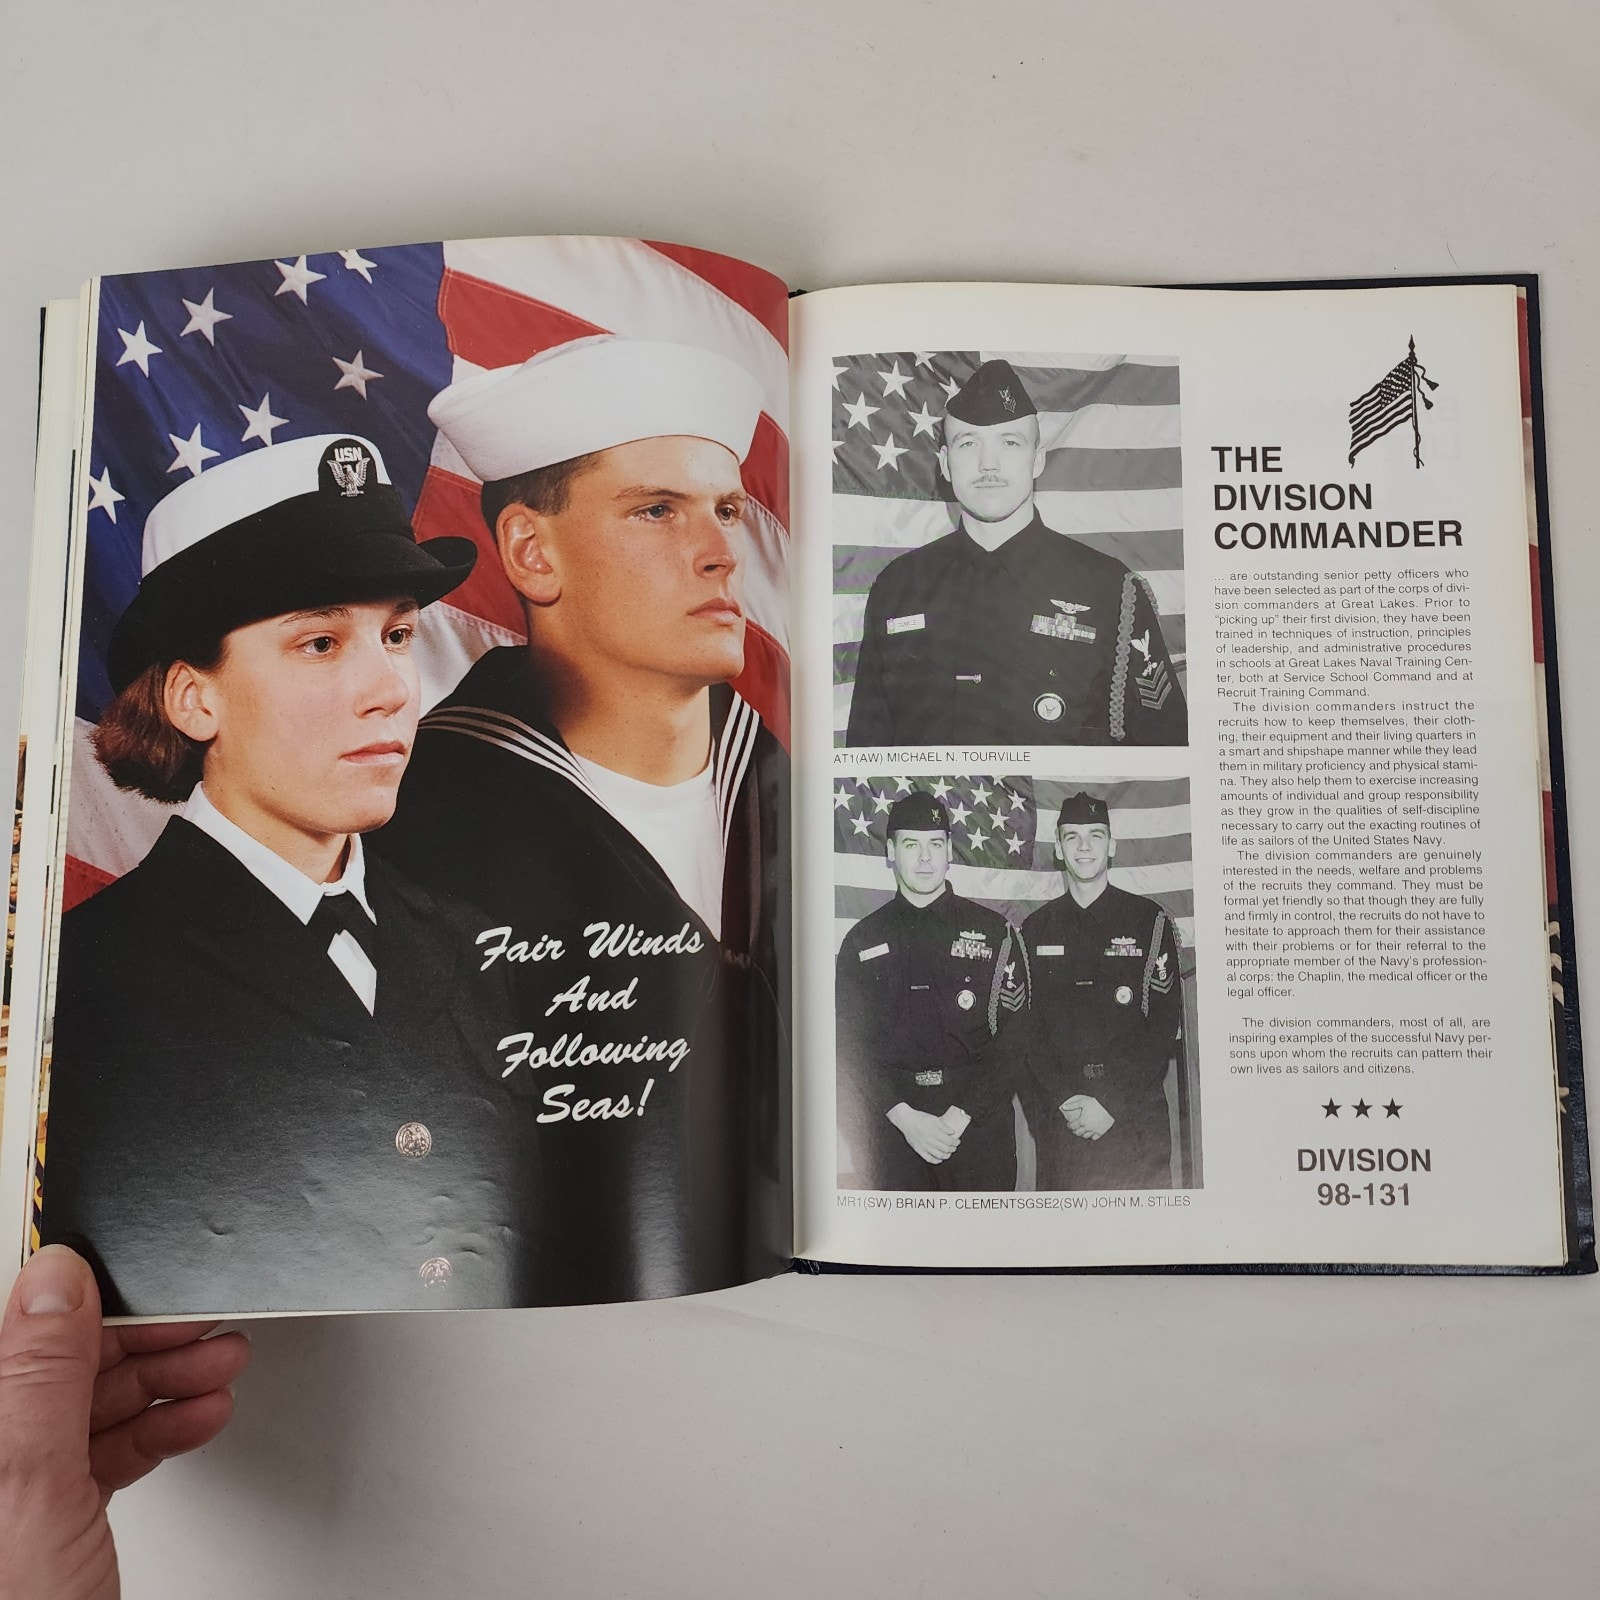 USN
Fair Winds
And
Following
Seas!
AT1(AW) MICHAEL N. TOURVILLE
MR1(SW) BRIAN P. CLEMENTSGSE2(SW) JOHN M. STILES
THE
DIVISION
COMMANDER
... are outstanding senior petty officers who
have been selected as part of the corps of divi-
sion commanders at Great Lakes. Prior to
"picking up" their first division, they have been
trained in techniques of instruction, principles
of leadership, and administrative procedures
in schools at Great Lakes Naval Training Cen-
ter, both at Service School Command and at
Recruit Training Command.
The division commanders instruct the
recruits how to keep themselves, their cloth-
ing, their equipment and their living quarters in
a smart and shipshape manner while they lead
them in military proficiency and physical stami-
na. They also help them to exercise increasing
amounts of individual and group responsibility
as they grow in the qualities of self-discipline
necessary to carry out the exacting routines of
life as sailors of the United States Navy.
The division commanders are genuinely
interested in the needs, welfare and problems
of the recruits they command. They must be
formal yet friendly so that though they are fully
and firmly in control, the recruits do not have to
hesitate to approach them for their assistance
with their problems or for their referral to the
appropriate member of the Navy's profession-
al corps: the Chaplin, the medical officer or the
legal officer.
The division commanders, most of all, are
inspiring examples of the successful Navy per-
sons upon whom the recruits can pattern their
own lives as sailors and citizens.
DIVISION
98-131